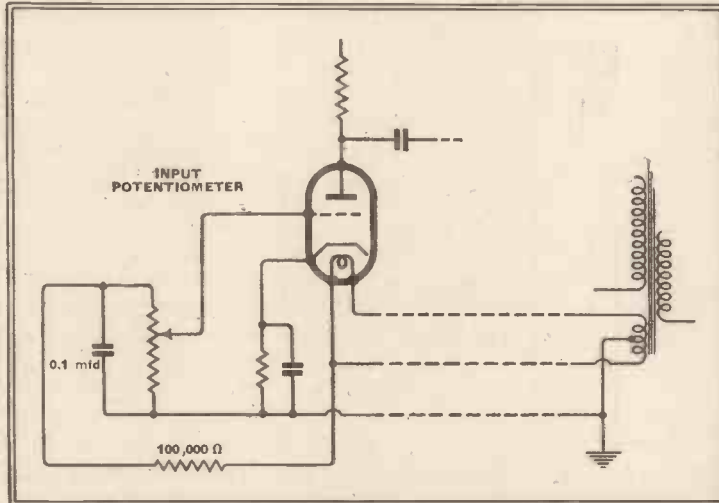 INPUT
POTENTIOMETER
0.1 mfd
100,000 Ω